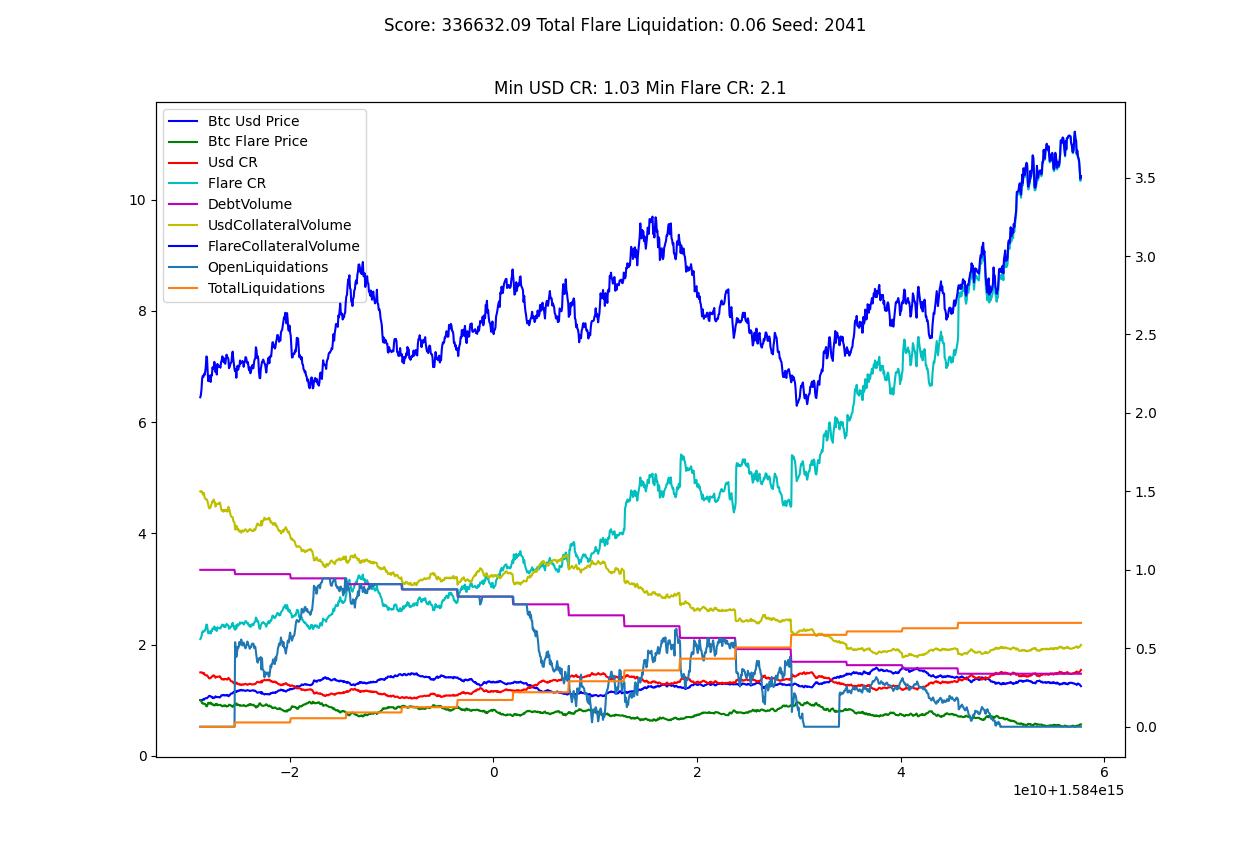 Score: 336632.09 Total Flare Liquidation: 0.06 Seed: 2041
Min USD CR: 1.03 Min Flare CR: 2.1
Btc Usd Price
Btc Flare Price
Usd CR
Flare CR
DebtVolume
UsdCollateralVolume
FlareCollateralVolume
OpenLiquidations
TotalLiquidations
10
8
6
4
2
0
3.5
3.0
2.5
2.0
1.5
1.0
0.5
0.0
−2
0
2
4
6
1e10+1.584e15